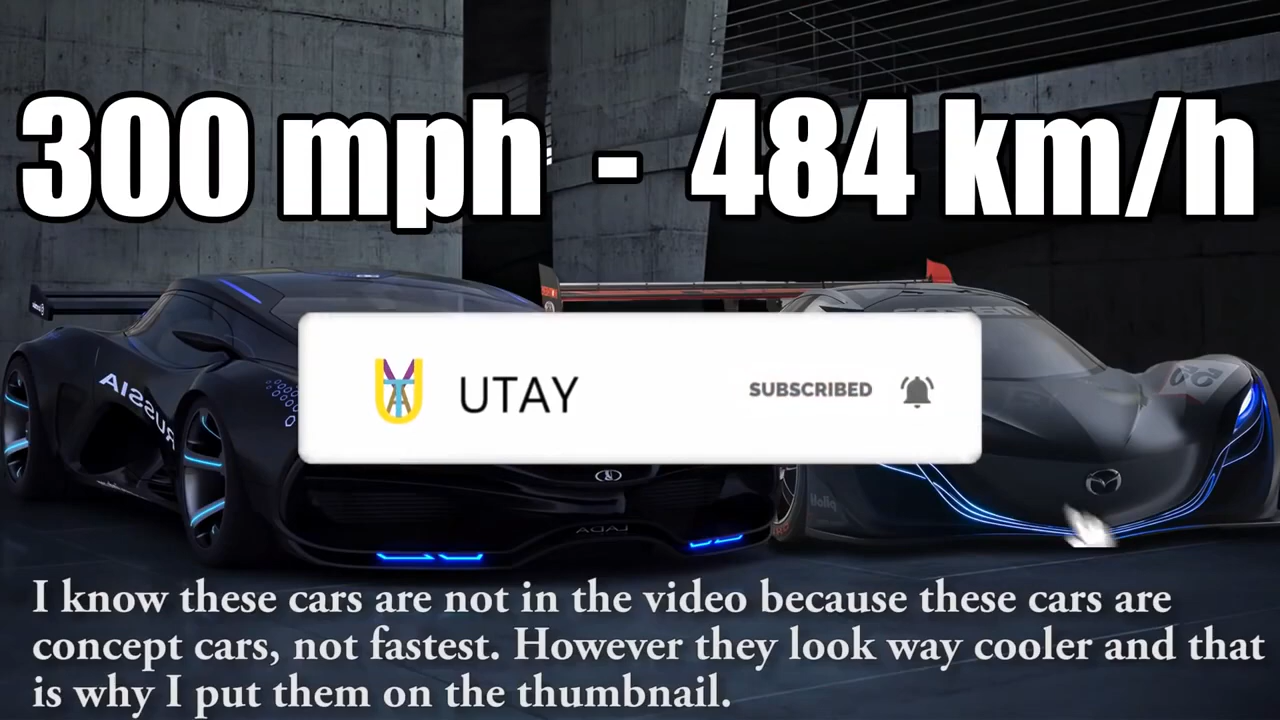 300 mph - 484 km/h
UTAY
SUBSCRIBED
RUSSIA
LADA
I know these cars are not in the video because these cars are
concept cars, not fastest. However they look way cooler and that
is why I put them on the thumbnail.